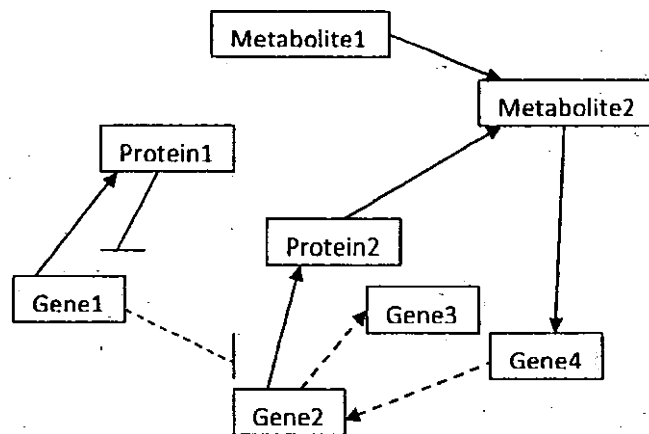 Metabolite1
Metabolite2
Protein1
Protein2
Gene1
Gene3
Gene4
Gene2